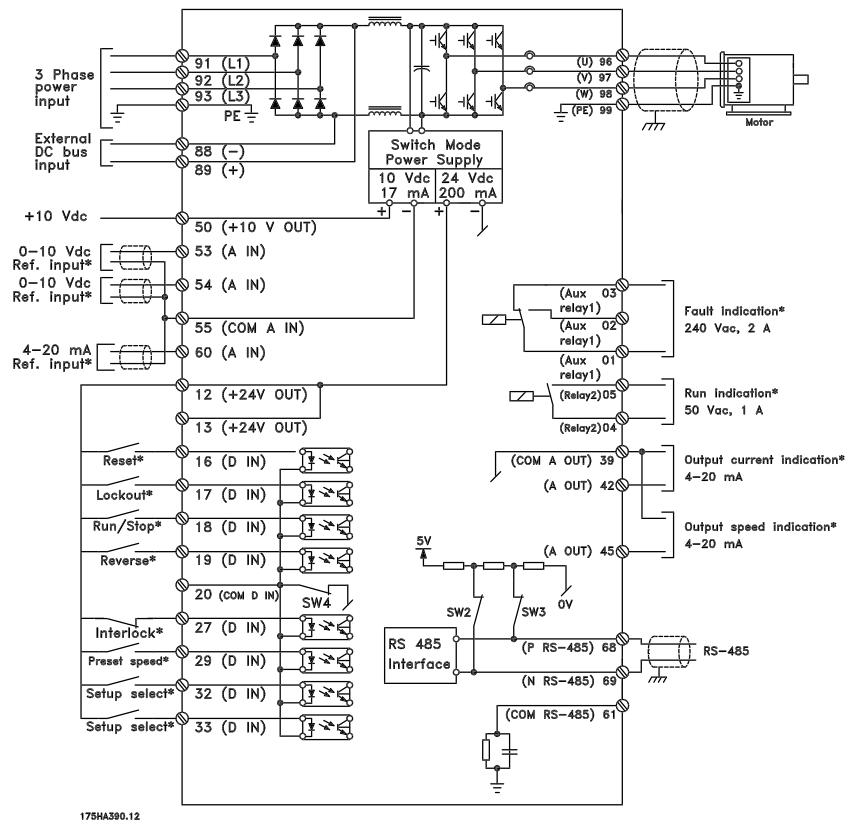 3 Phase
power
input
91 (L1)
92 (L2)
93 (L3)
PE
External
DC bus
input
88 (-)
89 (+)
(U) 96
(V) 97
(W) 98
(PE) 99
Motor
Switch Mode
Power Supply
10 Vdc
17 mA
24 Vdc
200 mA
+ - + -
+10 Vdc
50 (+10 V OUT)
0-10 Vdc
Ref. input*
53 (A IN)
0-10 Vdc
Ref. input*
54 (A IN)
55 (COM A IN)
4-20 mA
Ref. input*
60 (A IN)
12 (+24V OUT)
13 (+24V OUT)
Reset*
16 (D IN)
Lockout*
17 (D IN)
Run/Stop*
18 (D IN)
Reverse*
19 (D IN)
20 (COM D IN)
SW4
Interlock*
27 (D IN)
Preset speed*
29 (D IN)
Setup select*
32 (D IN)
Setup select*
33 (D IN)
(Aux 03
relay1)
(Aux 02
relay1)
(Aux 01
relay1)
Fault indication*
240 Vac, 2 A
(Relay2)05
(Relay2)04
Run indication*
50 Vac, 1 A
(COM A OUT) 39
(A OUT) 42
Output current indication*
4-20 mA
Output speed indication*
4-20 mA
(A OUT) 45
5V
0V
SW2
SW3
RS 485
Interface
(P RS-485) 68
(N RS-485) 69
RS-485
(COM RS-485) 61
175HA390.12